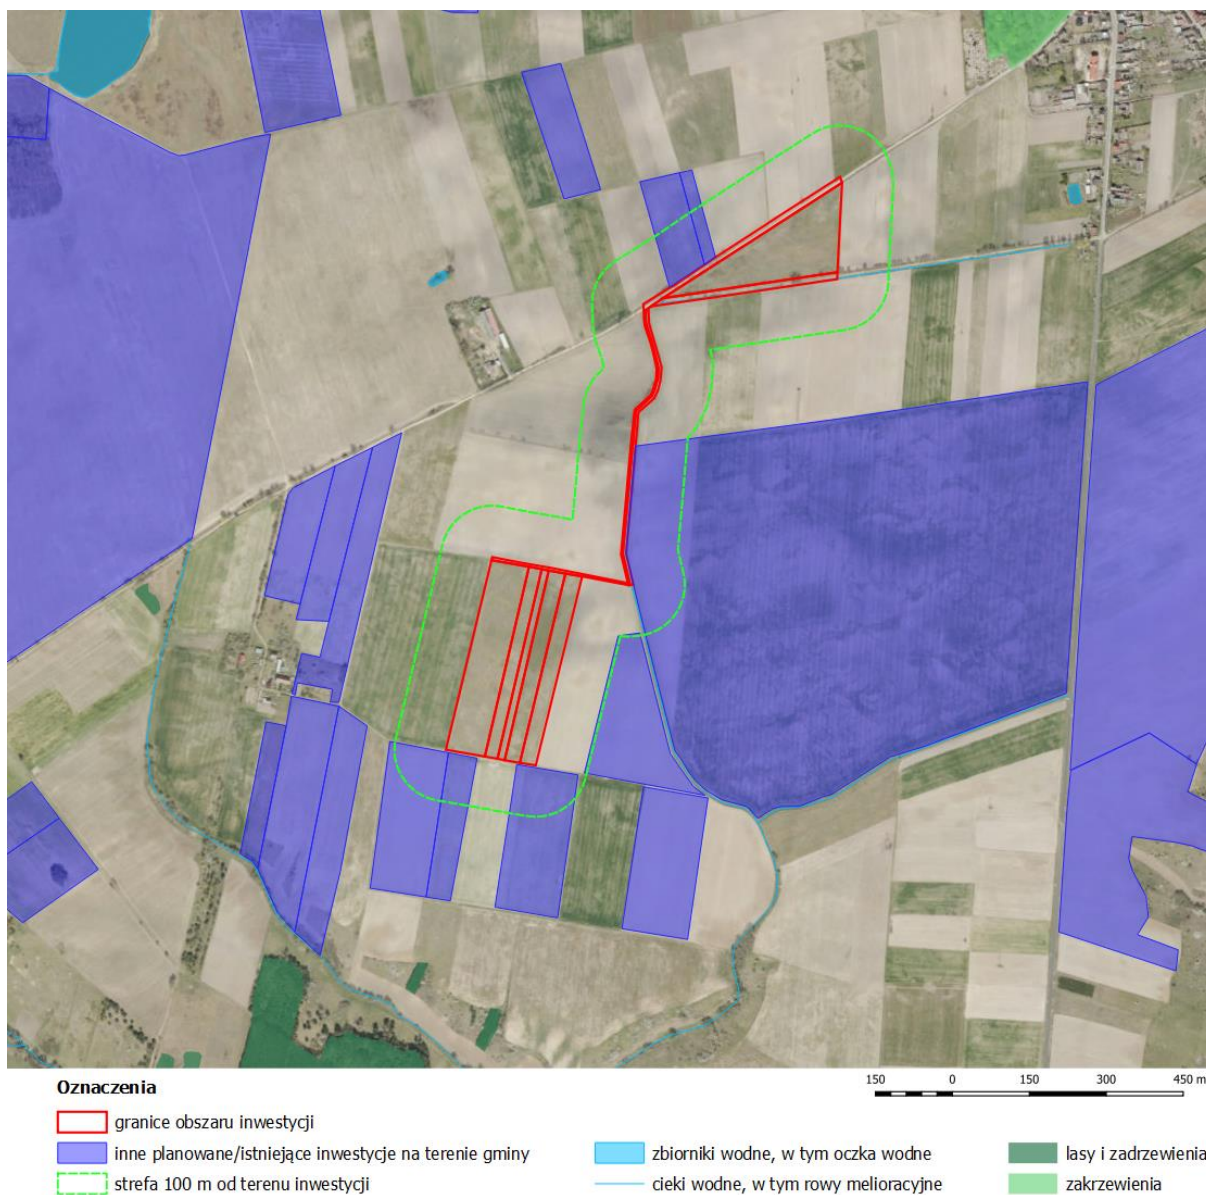 Oznaczenia
150 0 150 300 450 m
granice obszaru inwestycji
inne planowane/istniejące inwestycje na terenie gminy
zbiorniki wodne, w tym oczka wodne
lasy i zadrzewienia
strefa 100 m od terenu inwestycji
cieki wodne, w tym rowy melioracyjne
zakrzewienia